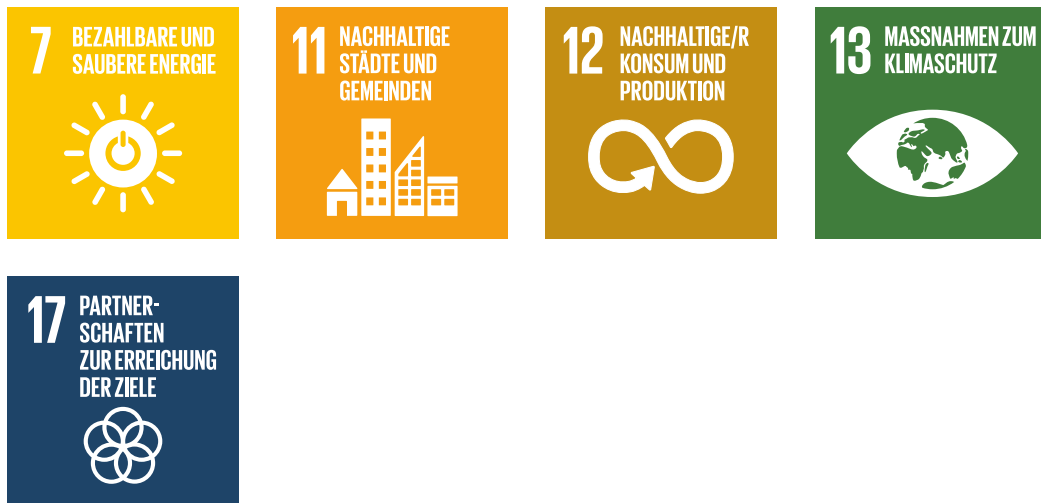 7 BEZAHLBARE UND
SAUBERE ENERGIE
11 NACHHALTIGE
STÄDTE UND
GEMEINDEN
12 NACHHALTIGE/R
KONSUM UND
PRODUKTION
13 MASSNAHMEN ZUM
KLIMASCHUTZ
17 PARTNER-
SCHAFTEN
ZUR ERREICHUNG
DER ZIELE